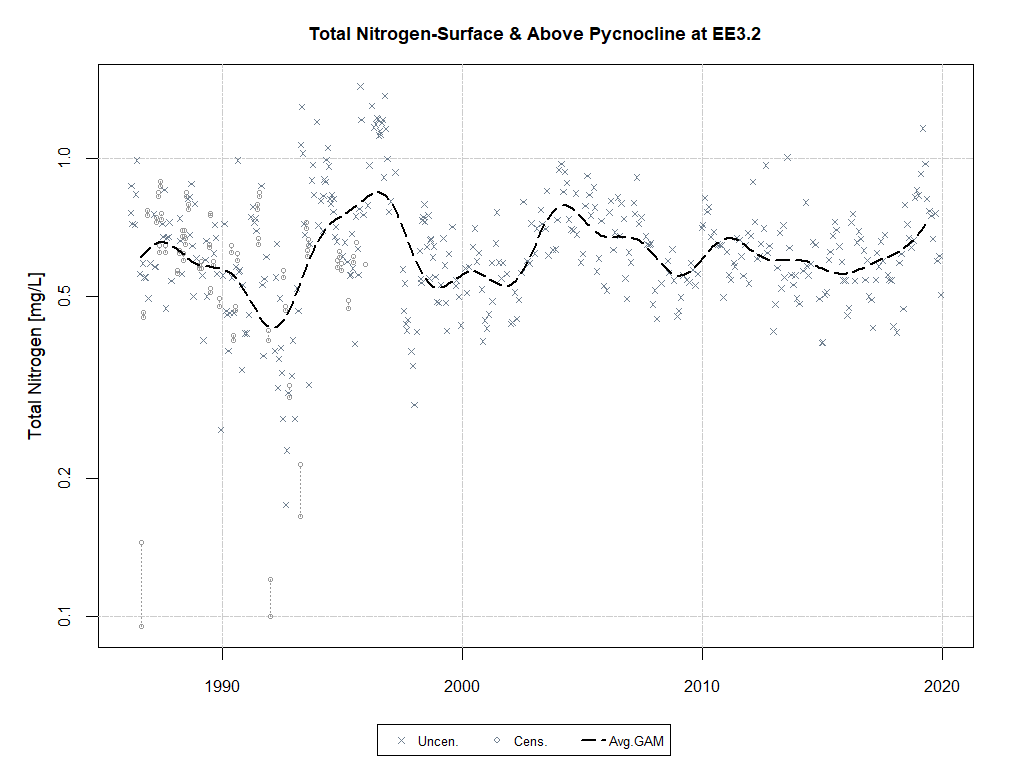 Total Nitrogen-Surface & Above Pycnocline at EE3.2
Total Nitrogen [mg/L]
1.0
0.5
0.2
0.1
1990 2000 2010 2020
Uncen. Cens. Avg.GAM